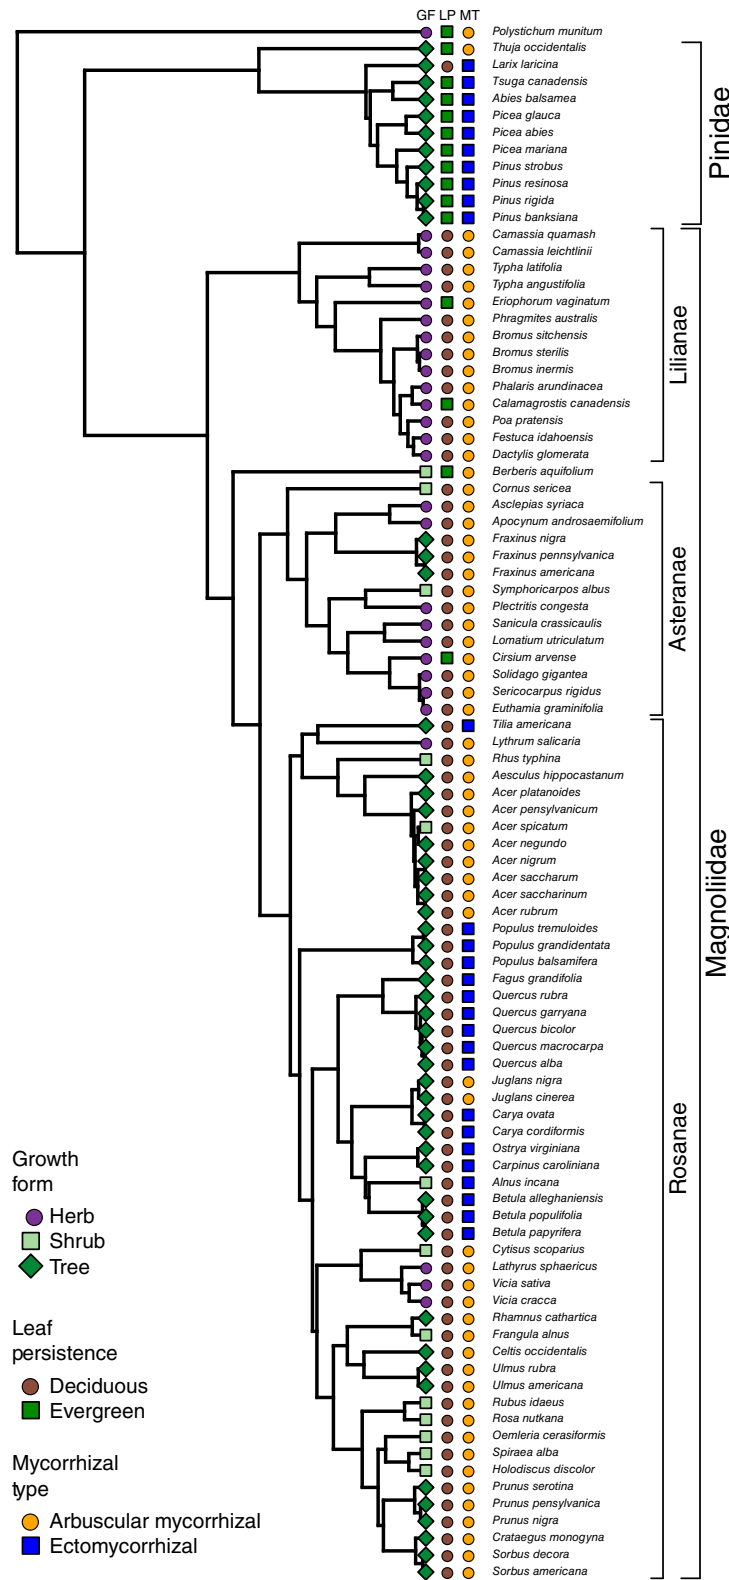 GF LP MT
Polystichum munitum
Thuja occidentalis
Larix laricina
Tsuga canadensis
Abies balsamea
Picea glauca
Picea abies
Picea mariana
Pinus strobus
Pinus resinosa
Pinus rigida
Pinus banksiana
Pinidae
Camassia quamash
Camassia leichtlinii
Typha latifolia
Typha angustifolia
Eriophorum vaginatum
Phragmites australis
Bromus sitchensis
Bromus sterilis
Bromus inermis
Phalaris arundinacea
Calamagrostis canadensis
Poa pratensis
Festuca idahoensis
Dactylis glomerata
Lilianae
Berberis aquifolium
Cornus sericea
Asclepias syriaca
Apocynum androsaemifolium
Fraxinus nigra
Fraxinus pennsylvanica
Fraxinus americana
Symphoricarpos albus
Plectritis congesta
Sanicula crassicaulis
Lomatium utriculatum
Cirsium arvense
Solidago gigantea
Sericocarpus rigidus
Euthamia graminifolia
Asteranae
Tilia americana
Lythrum salicaria
Rhus typhina
Aesculus hippocastanum
Acer platanoides
Acer pensylvanicum
Acer spicatum
Acer negundo
Acer nigrum
Acer saccharum
Acer saccharinum
Acer rubrum
Populus tremuloides
Populus grandidentata
Populus balsamifera
Fagus grandifolia
Quercus rubra
Quercus garryana
Quercus bicolor
Quercus macrocarpa
Quercus alba
Juglans nigra
Juglans cinerea
Carya ovata
Carya cordiformis
Ostrya virginiana
Carpinus caroliniana
Alnus incana
Betula alleghaniensis
Betula populifolia
Betula papyrifera
Cytisus scoparius
Lathyrus sphaericus
Vicia sativa
Vicia cracca
Rhamnus cathartica
Frangula alnus
Celtis occidentalis
Ulmus rubra
Ulmus americana
Rubus idaeus
Rosa nutkana
Oemleria cerasiformis
Spiraea alba
Holodiscus discolor
Prunus serotina
Prunus pensylvanica
Prunus nigra
Crataegus monogyna
Sorbus decora
Sorbus americana
Rosanae
Magnoliidae
Growth
form
Herb
Shrub
Tree
Leaf
persistence
Deciduous
Evergreen
Mycorrhizal
type
Arbuscular mycorrhizal
Ectomycorrhizal